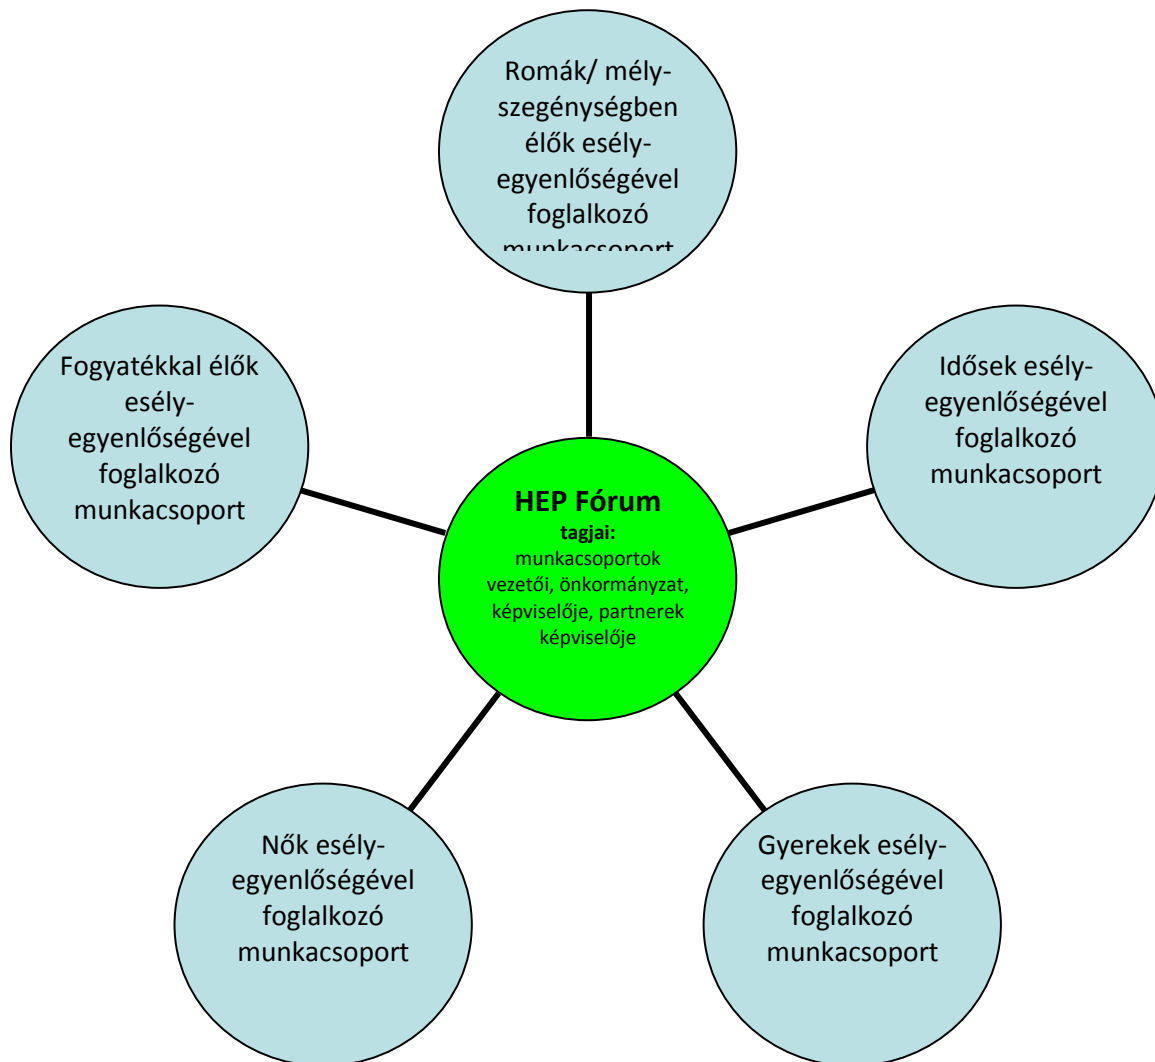 Romák/ mély-
szegénységben
élők esély-
egyenlőségével
foglalkozó
munkacsoport
Fogyatékkal élők
esély-
egyenlőségével
foglalkozó
munkacsoport
Idősek esély-
egyenlőségével
foglalkozó
munkacsoport
HEP Fórum
tagjai:
munkacsoportok
vezetői, önkormányzat,
képviselője, partnerek
képviselője
Nők esély-
egyenlőségével
foglalkozó
munkacsoport
Gyerekek esély-
egyenlőségével
foglalkozó
munkacsoport